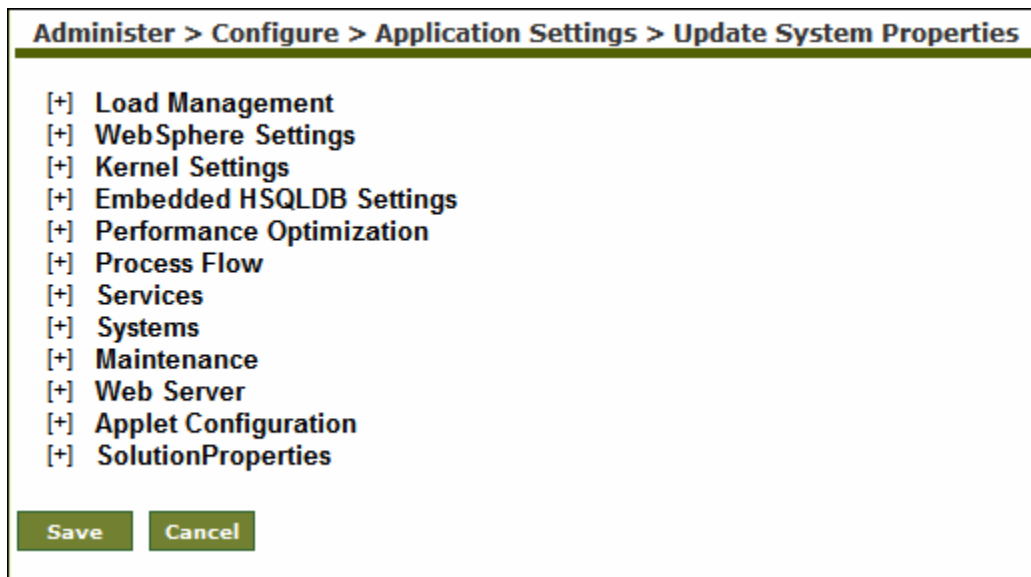 Administer > Configure > Application Settings > Update System Properties
[+] Load Management
[+] WebSphere Settings
[+] Kernel Settings
[+] Embedded HSQLDB Settings
[+] Performance Optimization
[+] Process Flow
[+] Services
[+] Systems
[+] Maintenance
[+] Web Server
[+] Applet Configuration
[+] SolutionProperties
Save Cancel